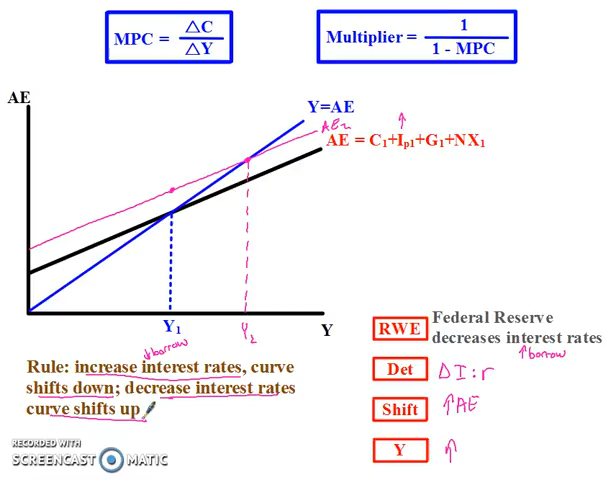 MPC = △C / △Y
Multiplier = 1 / 1 - MPC
AE
Y=AE
AE₂
AE = C₁+Iₚ₁+G₁+NX₁
Y₁
Y₂
Y
↓borrow
Rule: increase interest rates, curve
shifts down; decrease interest rates
curve shifts up
RWE
Federal Reserve
decreases interest rates
↑borrow
Det
ΔI:r
Shift
↑AE
Y
↑
RECORDED WITH
SCREENCAST MATIC